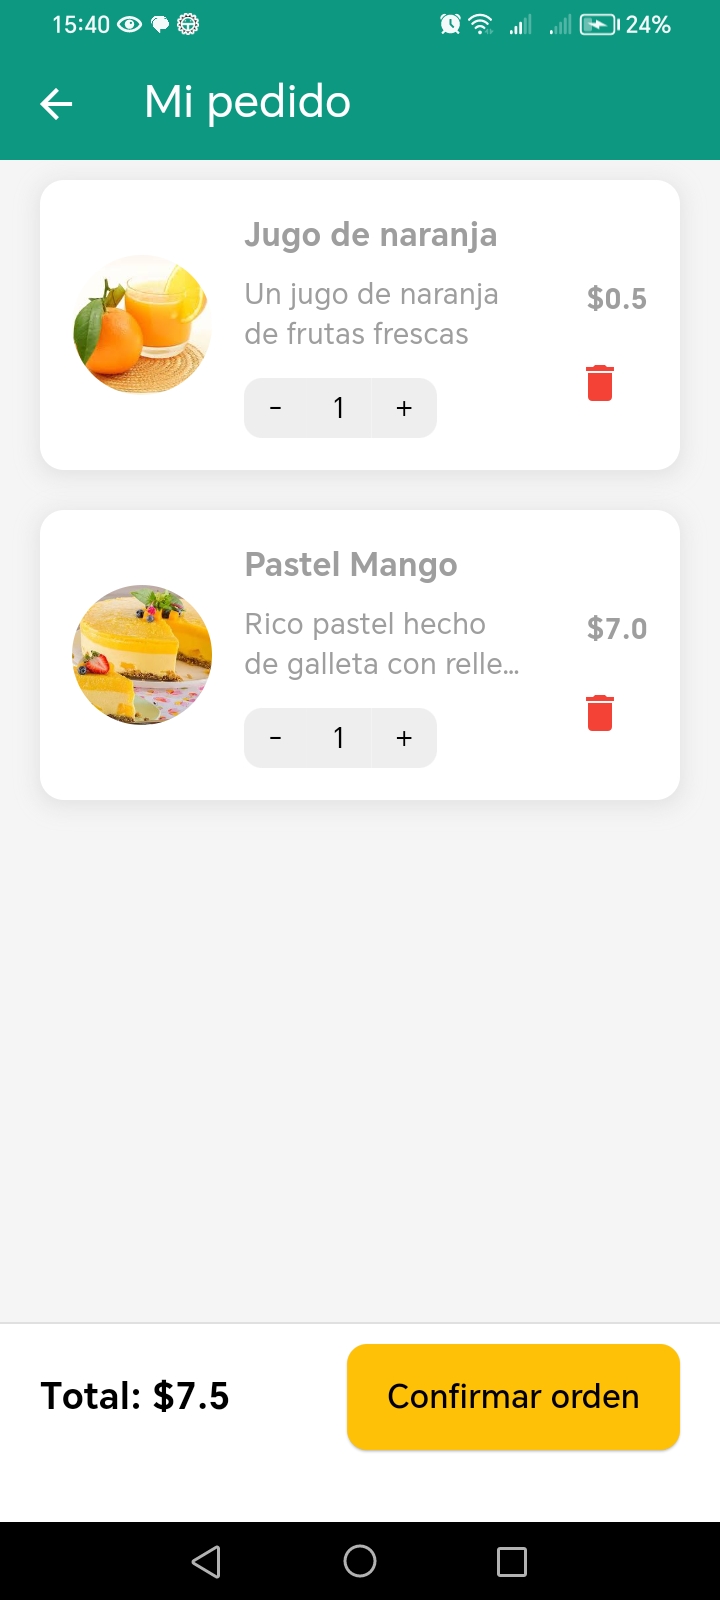 15:40
24%
Mi pedido
Jugo de naranja
Un jugo de naranja
de frutas frescas
$0.5
- 1 +
Pastel Mango
Rico pastel hecho
de galleta con relle...
$7.0
- 1 +
Total: $7.5
Confirmar orden